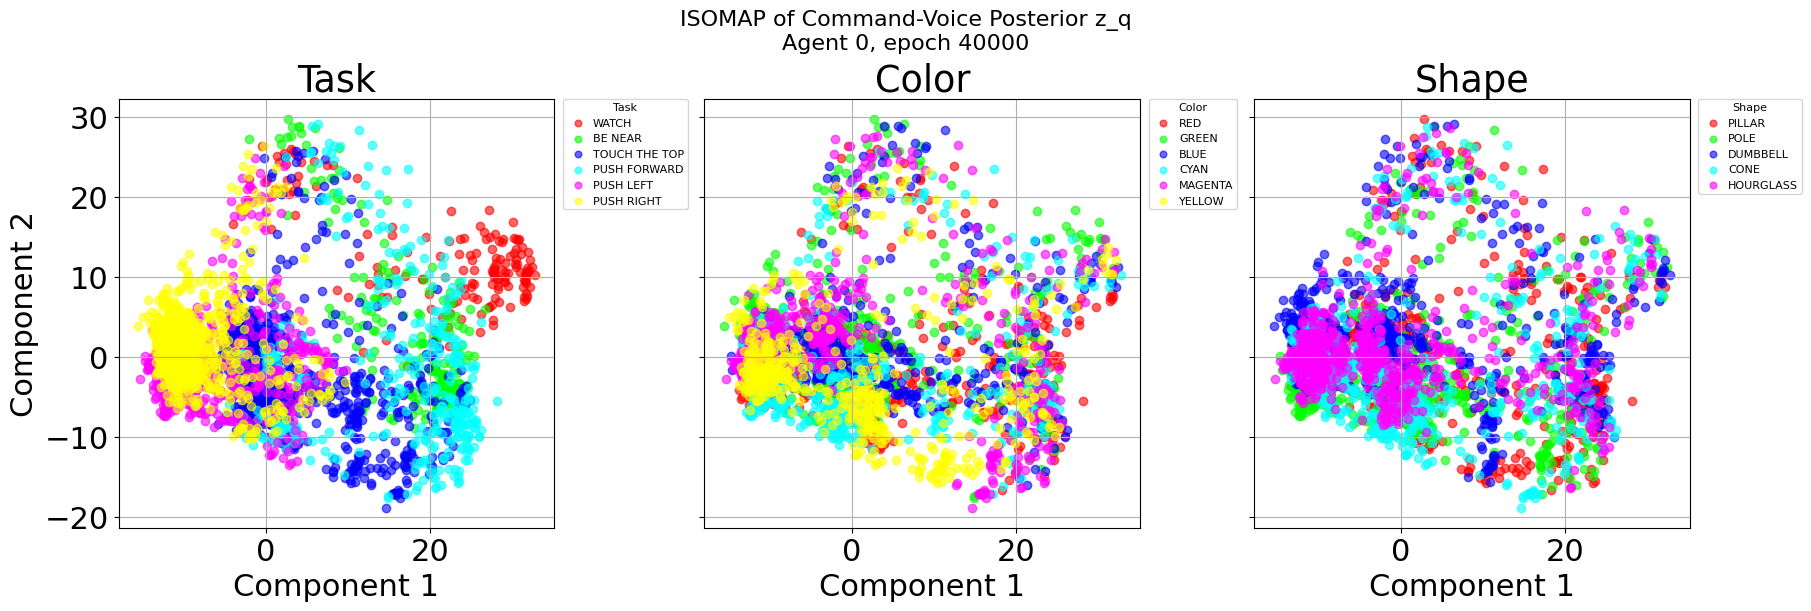 ISOMAP of Command-Voice Posterior z_q
Agent 0, epoch 40000
Task
Color
Shape
Component 2
30
20
10
0
−10
−20
0
20
Component 1
Task
WATCH
BE NEAR
TOUCH THE TOP
PUSH FORWARD
PUSH LEFT
PUSH RIGHT
0
20
Component 1
Color
RED
GREEN
BLUE
CYAN
MAGENTA
YELLOW
0
20
Component 1
Shape
PILLAR
POLE
DUMBBELL
CONE
HOURGLASS